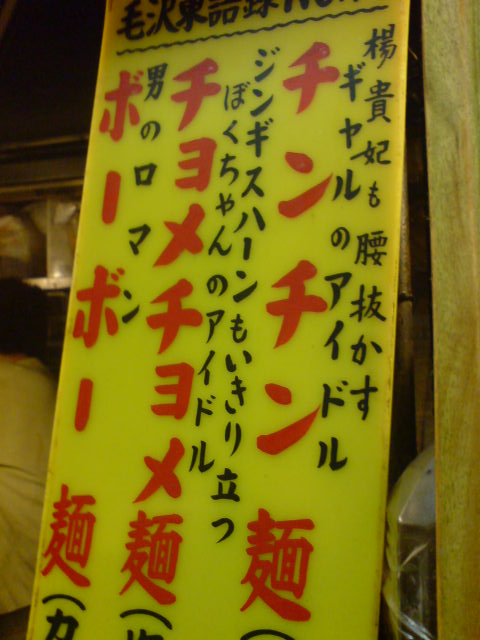 毛沢東語録No.
楊貴妃も腰抜かす
ギャルのアイドル
チンチン麺(
ジンギスハーンもいきり立つ
ぼくちゃんのアイドル
チョメチョメ麺(
男のロマン
ボーボー麺(カ